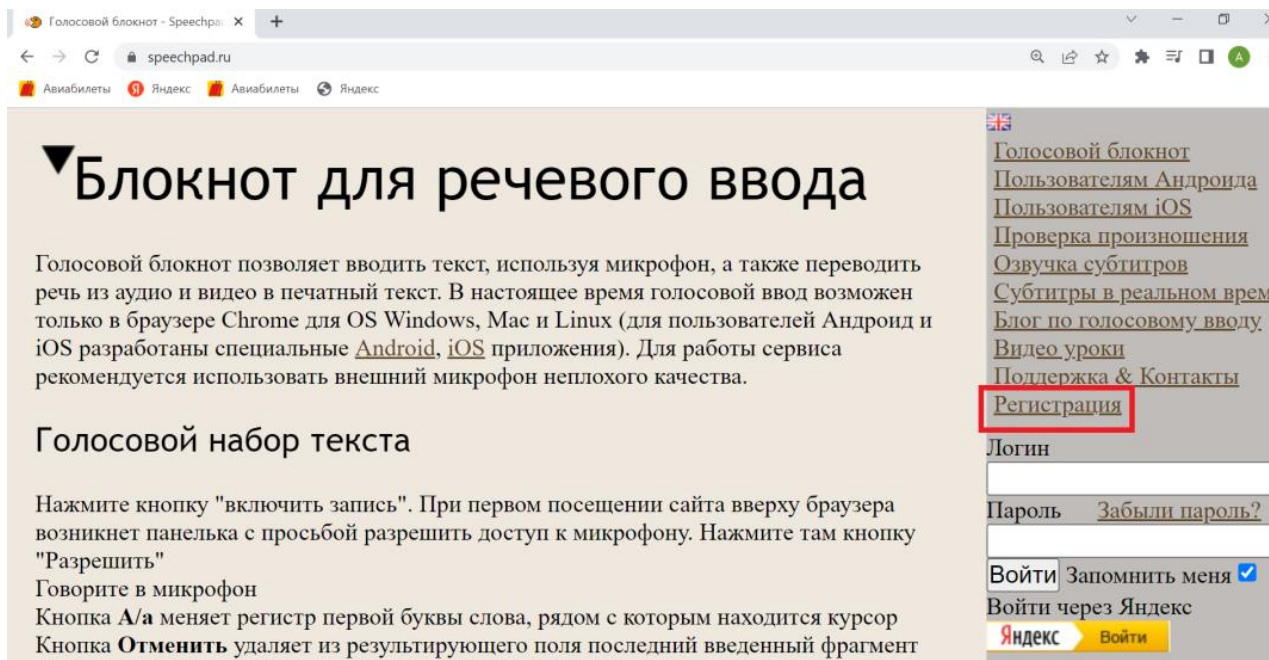 Голосовой блокнот - Speechpa
speechpad.ru
A
Авиабилеты Яндекс Авиабилеты Яндекс
▼Блокнот для речевого ввода
Голосовой блокнот позволяет вводить текст, используя микрофон, а также переводить
речь из аудио и видео в печатный текст. В настоящее время голосовой ввод возможен
только в браузере Chrome для OS Windows, Mac и Linux (для пользователей Андроид и
iOS разработаны специальные Android, iOS приложения). Для работы сервиса
рекомендуется использовать внешний микрофон неплохого качества.
Голосовой набор текста
Нажмите кнопку "включить запись". При первом посещении сайта вверху браузера
возникнет панелька с просьбой разрешить доступ к микрофону. Нажмите там кнопку
"Разрешить"
Говорите в микрофон
Кнопка А/а меняет регистр первой буквы слова, рядом с которым находится курсор
Кнопка Отменить удаляет из результирующего поля последний введенный фрагмент
Голосовой блокнот
Пользователям Андроида
Пользователям iOS
Проверка произношения
Озвучка субтитров
Субтитры в реальном врем
Блог по голосовому вводу
Видео уроки
Поддержка & Контакты
Регистрация
Логин
Пароль Забыли пароль?
Войти Запомнить меня
Войти через Яндекс
Яндекс Войти